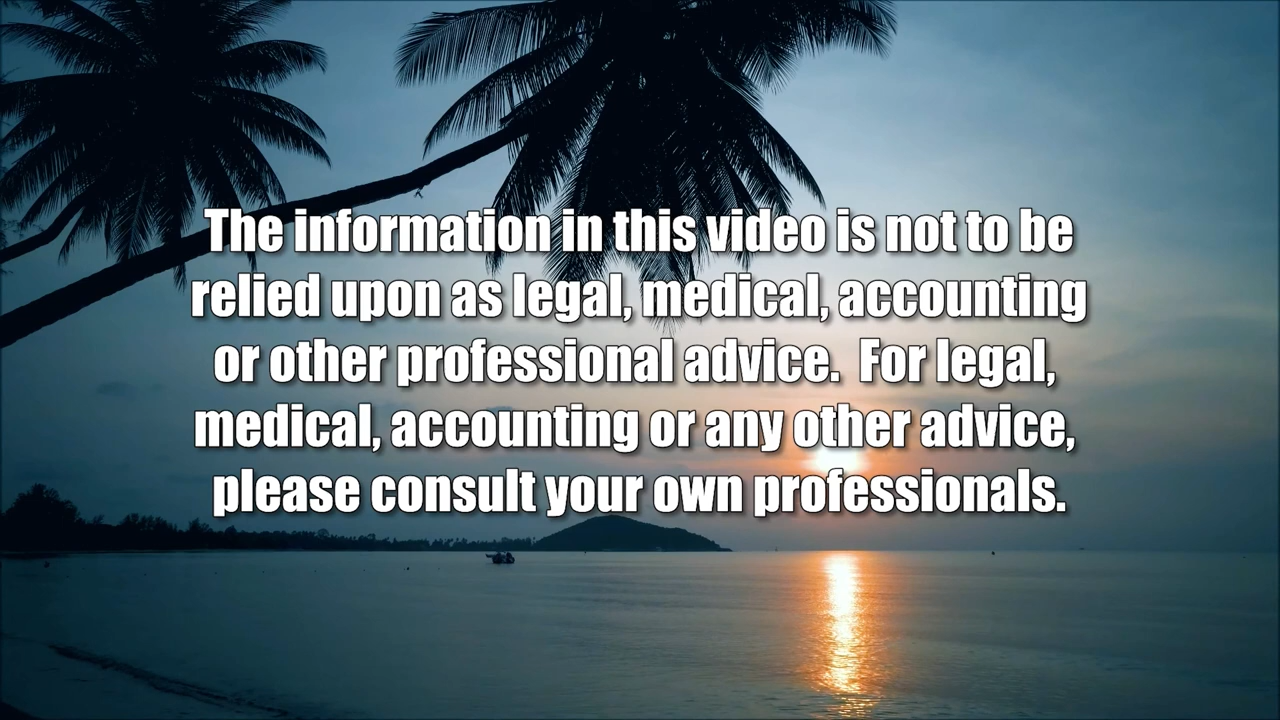 The information in this video is not to be
relied upon as legal, medical, accounting
or other professional advice.  For legal,
medical, accounting or any other advice,
please consult your own professionals.